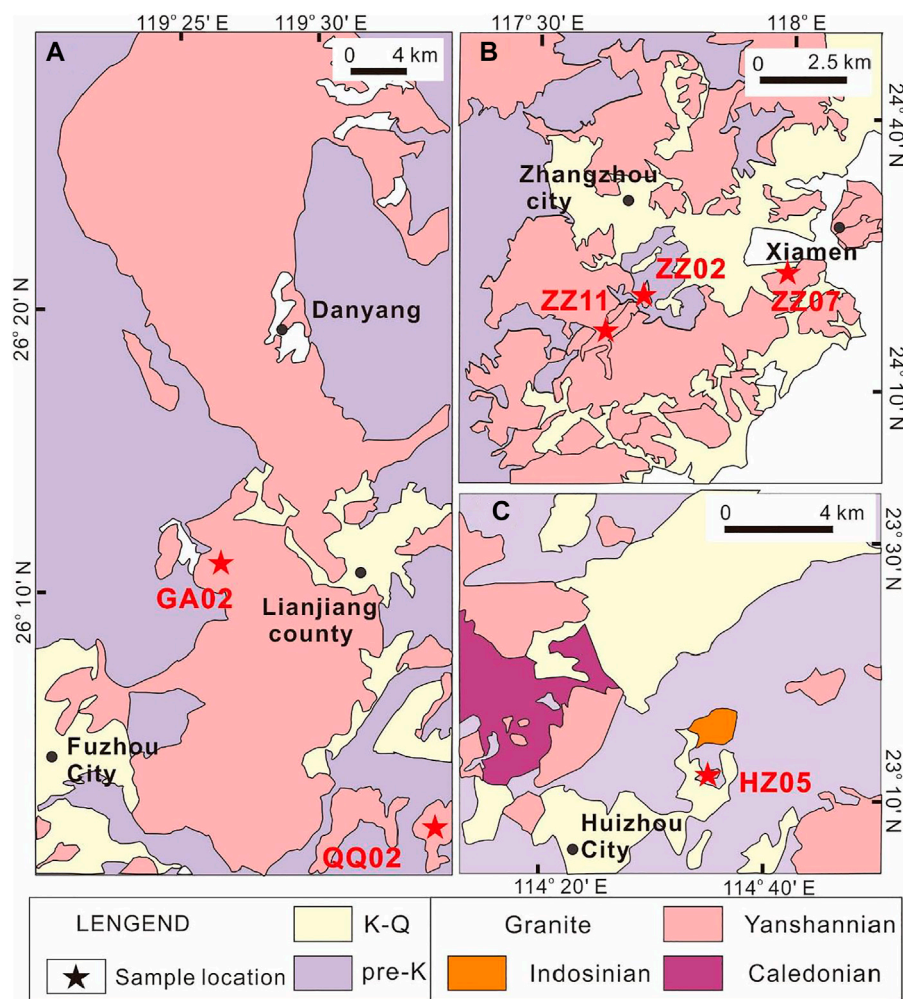 119° 25' E
119° 30' E
117° 30' E
118° E
A
0 4 km
B
0 2.5 km
24° 40' N
Zhangzhou
city
Xiamen
ZZ02
ZZ11
ZZ07
24° 10' N
26° 20' N
Danyang
26° 10' N
GA02
Lianjiang
county
Fuzhou
City
QQ02
C
0 4 km
23° 30' N
HZ05
23° 10' N
Huizhou
City
114° 20' E
114° 40' E
LENGEND
K-Q
Granite
Yanshannian
Sample location
pre-K
Indosinian
Caledonian